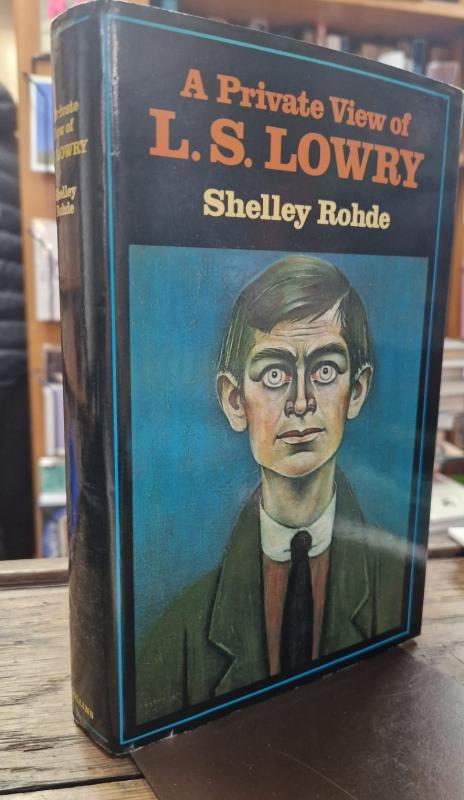 A Private View of
L. S. LOWRY
Shelley Rohde
Private
View of
LOWRY
Shelley
Rohde